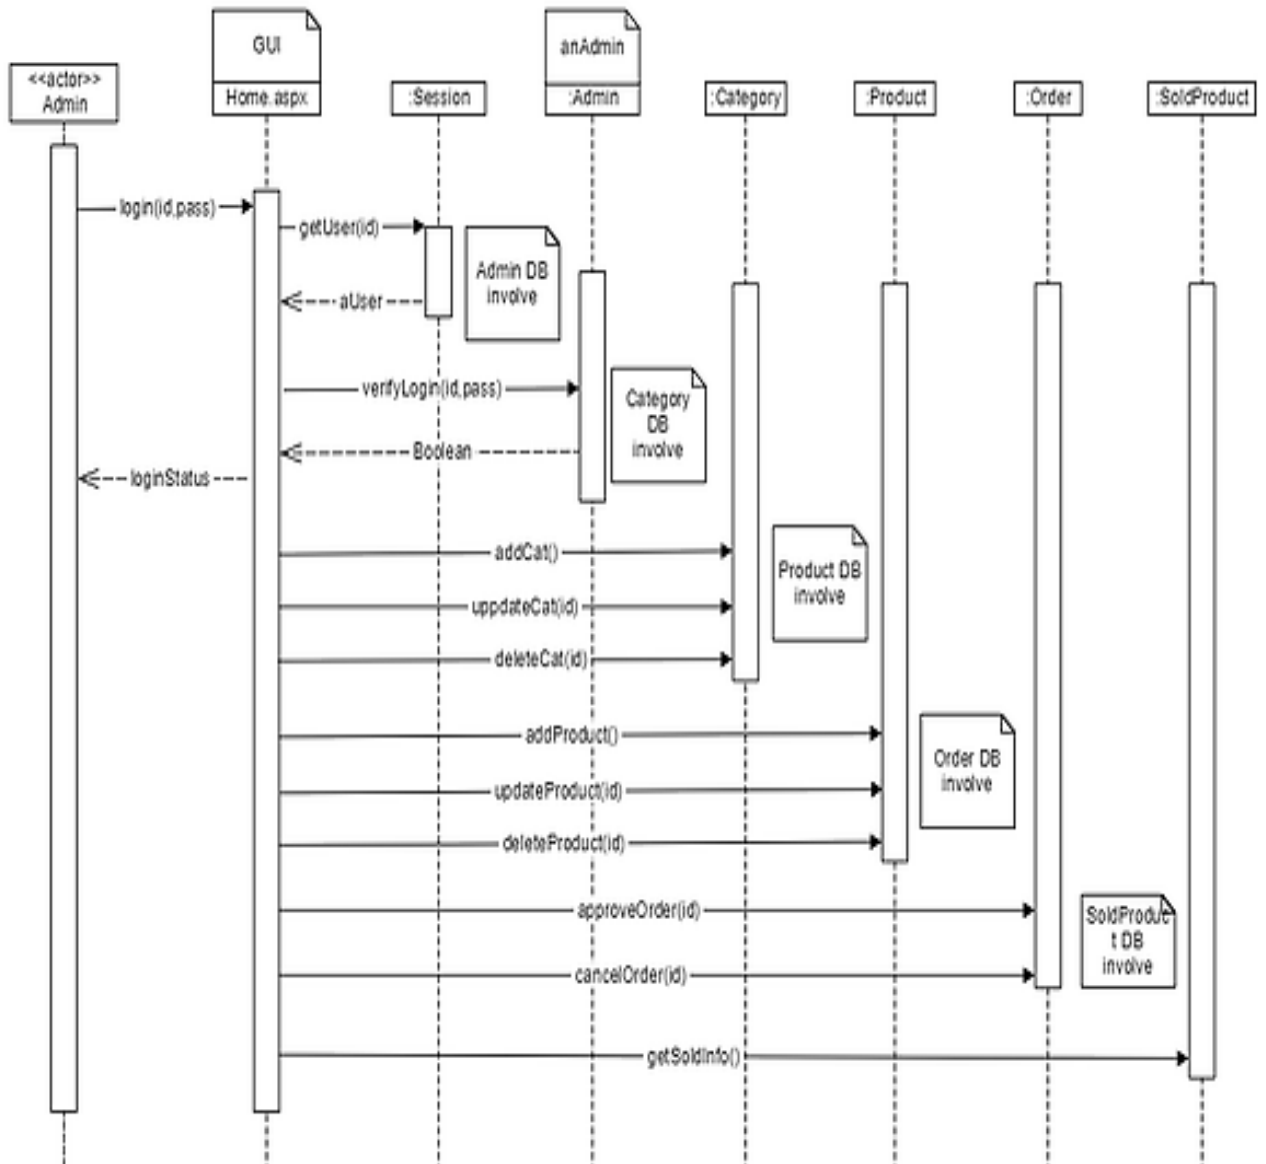 GUI
anAdmin
<<actor>>
Admin
Home.aspx
:Session
:Admin
:Category
:Product
:Order
:SoldProduct
login(id,pass)
getUser(id)
Admin DB
involve
aUser
verifyLogin(id,pass)
Category
DB
involve
Boolean
loginStatus
addCat()
Product DB
involve
uppdateCat(id)
deleteCat(id)
addProduct()
Order DB
involve
updateProduct(id)
deleteProduct(id)
approveOrder(id)
SoldProduc
t DB
involve
cancelOrder(id)
getSoldInfo()